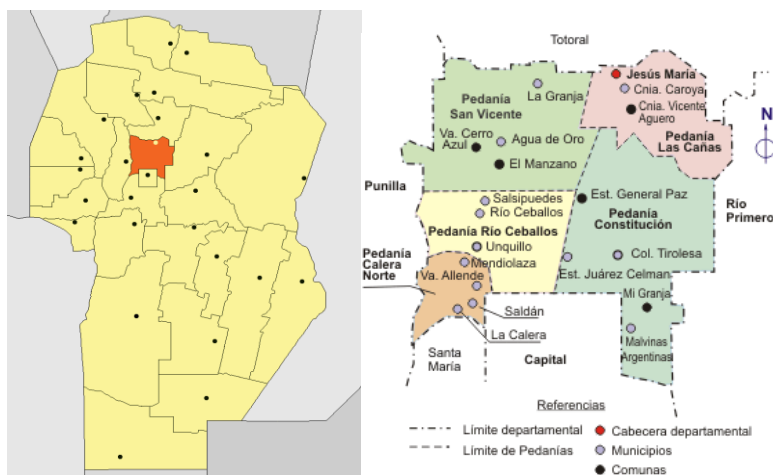 Totoral
Jesús María
Cnia. Caroya
Cnia. Vicente
Aguero
Pedanía
Las Cañas
La Granja
Pedanía
San Vicente
Va. Cerro
Azul
Agua de Oro
El Manzano
N
Punilla
Salsipuedes
Río Ceballos
Est. General Paz
Río
Primero
Pedanía
Constitución
Pedanía Río Ceballos
Unquillo
Mendiolaza
Pedanía
Calera
Norte
Va. Allende
Col. Tirolesa
Est. Juárez Celman
Mi Granja
Saldán
La Calera
Malvinas
Argentinas
Santa
María
Capital
Referencias
Límite departamental
Cabecera departamental
Límite de Pedanías
Municipios
Comunas